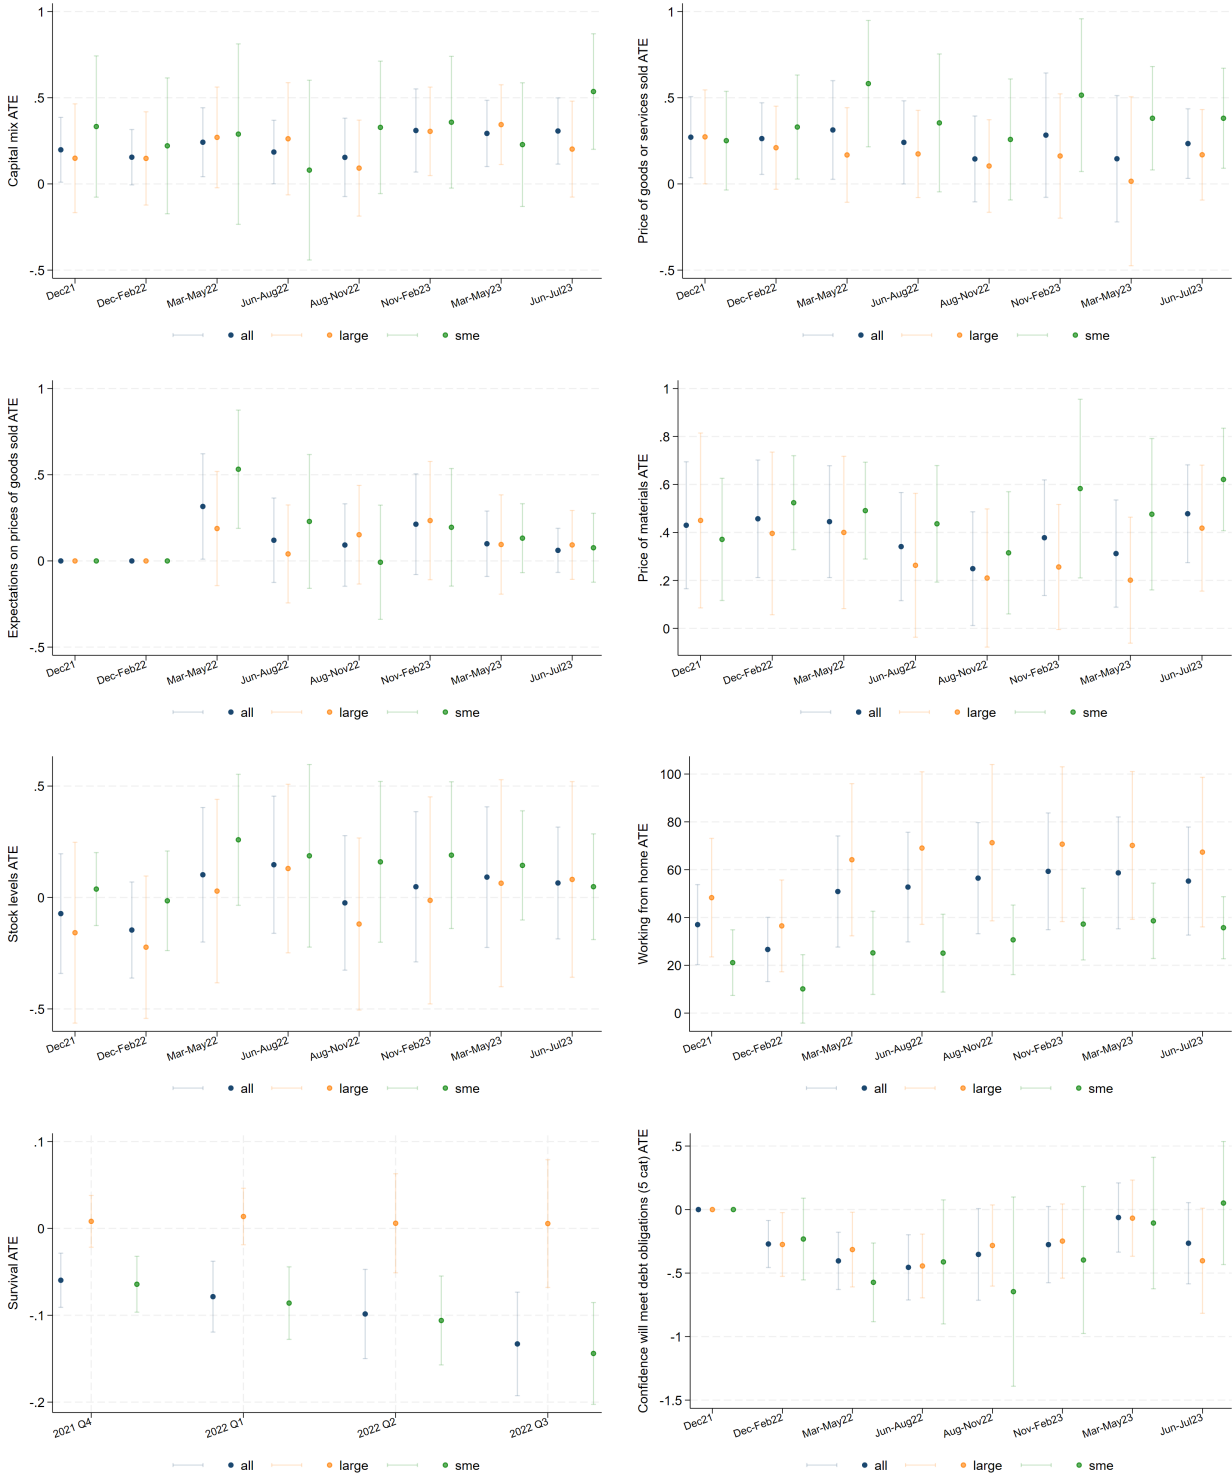 Capital mix ATE
1
.5
0
-.5
Dec21 Dec-Feb22 Mar-May22 Jun-Aug22 Aug-Nov22 Nov-Feb23 Mar-May23 Jun-Jul23
all large sme
Price of goods or services sold ATE
1
.5
0
-.5
Dec21 Dec-Feb22 Mar-May22 Jun-Aug22 Aug-Nov22 Nov-Feb23 Mar-May23 Jun-Jul23
all large sme
Expectations on prices of goods sold ATE
1
.5
0
-.5
Dec21 Dec-Feb22 Mar-May22 Jun-Aug22 Aug-Nov22 Nov-Feb23 Mar-May23 Jun-Jul23
all large sme
Price of materials ATE
1
.8
.6
.4
.2
0
Dec21 Dec-Feb22 Mar-May22 Jun-Aug22 Aug-Nov22 Nov-Feb23 Mar-May23 Jun-Jul23
all large sme
Stock levels ATE
.5
0
-.5
Dec21 Dec-Feb22 Mar-May22 Jun-Aug22 Aug-Nov22 Nov-Feb23 Mar-May23 Jun-Jul23
all large sme
Working from home ATE
100
80
60
40
20
0
Dec21 Dec-Feb22 Mar-May22 Jun-Aug22 Aug-Nov22 Nov-Feb23 Mar-May23 Jun-Jul23
all large sme
Survival ATE
.1
0
-.1
-.2
2021 Q4 2022 Q1 2022 Q2 2022 Q3
all large sme
Confidence will meet debt obligations (5 cat) ATE
.5
0
-.5
-1
-1.5
Dec21 Dec-Feb22 Mar-May22 Jun-Aug22 Aug-Nov22 Nov-Feb23 Mar-May23 Jun-Jul23
all large sme